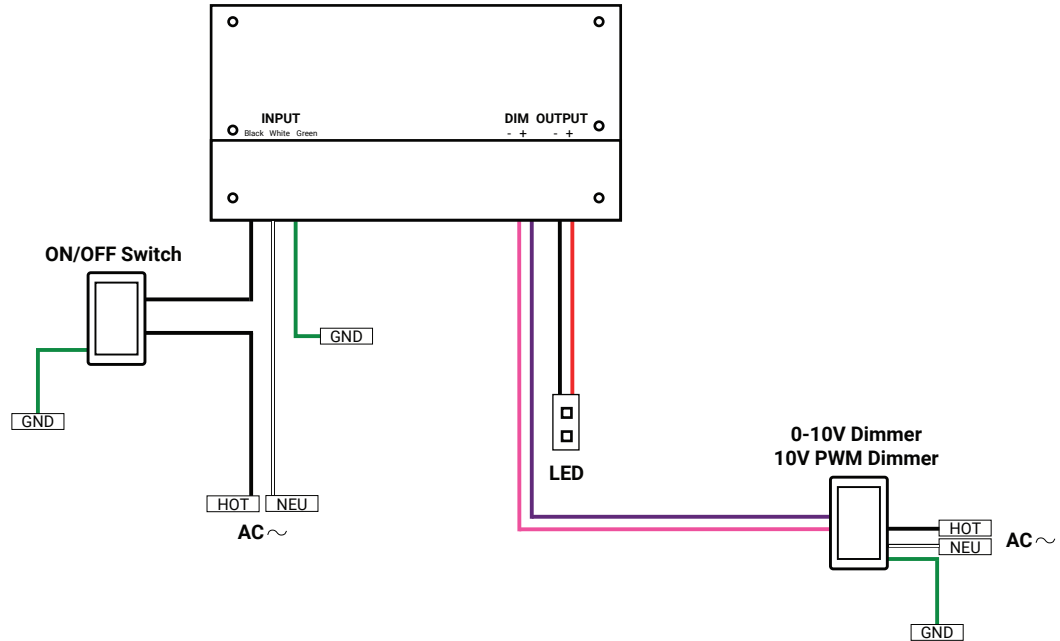 INPUT
Black White Green
DIM OUTPUT
- + - +
ON/OFF Switch
GND
GND
HOT NEU
AC ~
LED
0-10V Dimmer
10V PWM Dimmer
HOT
NEU
AC ~
GND